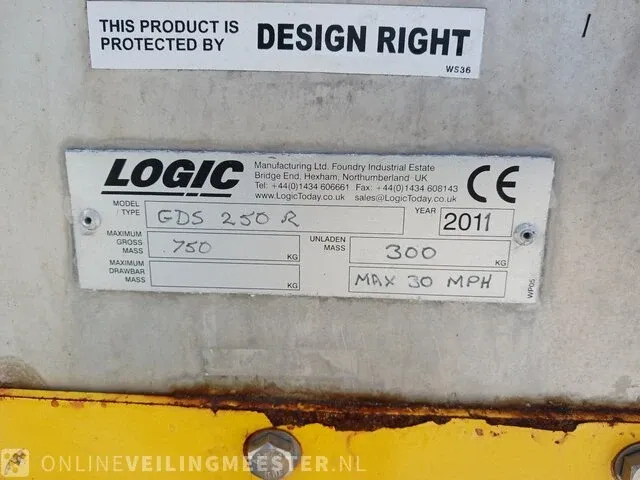 THIS PRODUCT IS
PROTECTED BY
DESIGN RIGHT
WS36
LOGIC
Manufacturing Ltd. Foundry Industrial Estate
Bridge End, Hexham, Northumberland UK
Tel: +44(0)1434 606661 Fax: +44(0)1434 608143
www.LogicToday.co.uk sales@LogicToday.co.uk
CE
MODEL / TYPE GDS 250 R YEAR 2011
MAXIMUM GROSS MASS 750 KG UNLADEN MASS 300 KG
MAXIMUM DRAWBAR MASS KG MAX 30 MPH
WP05
ONLINEVEILINGMEESTER.NL